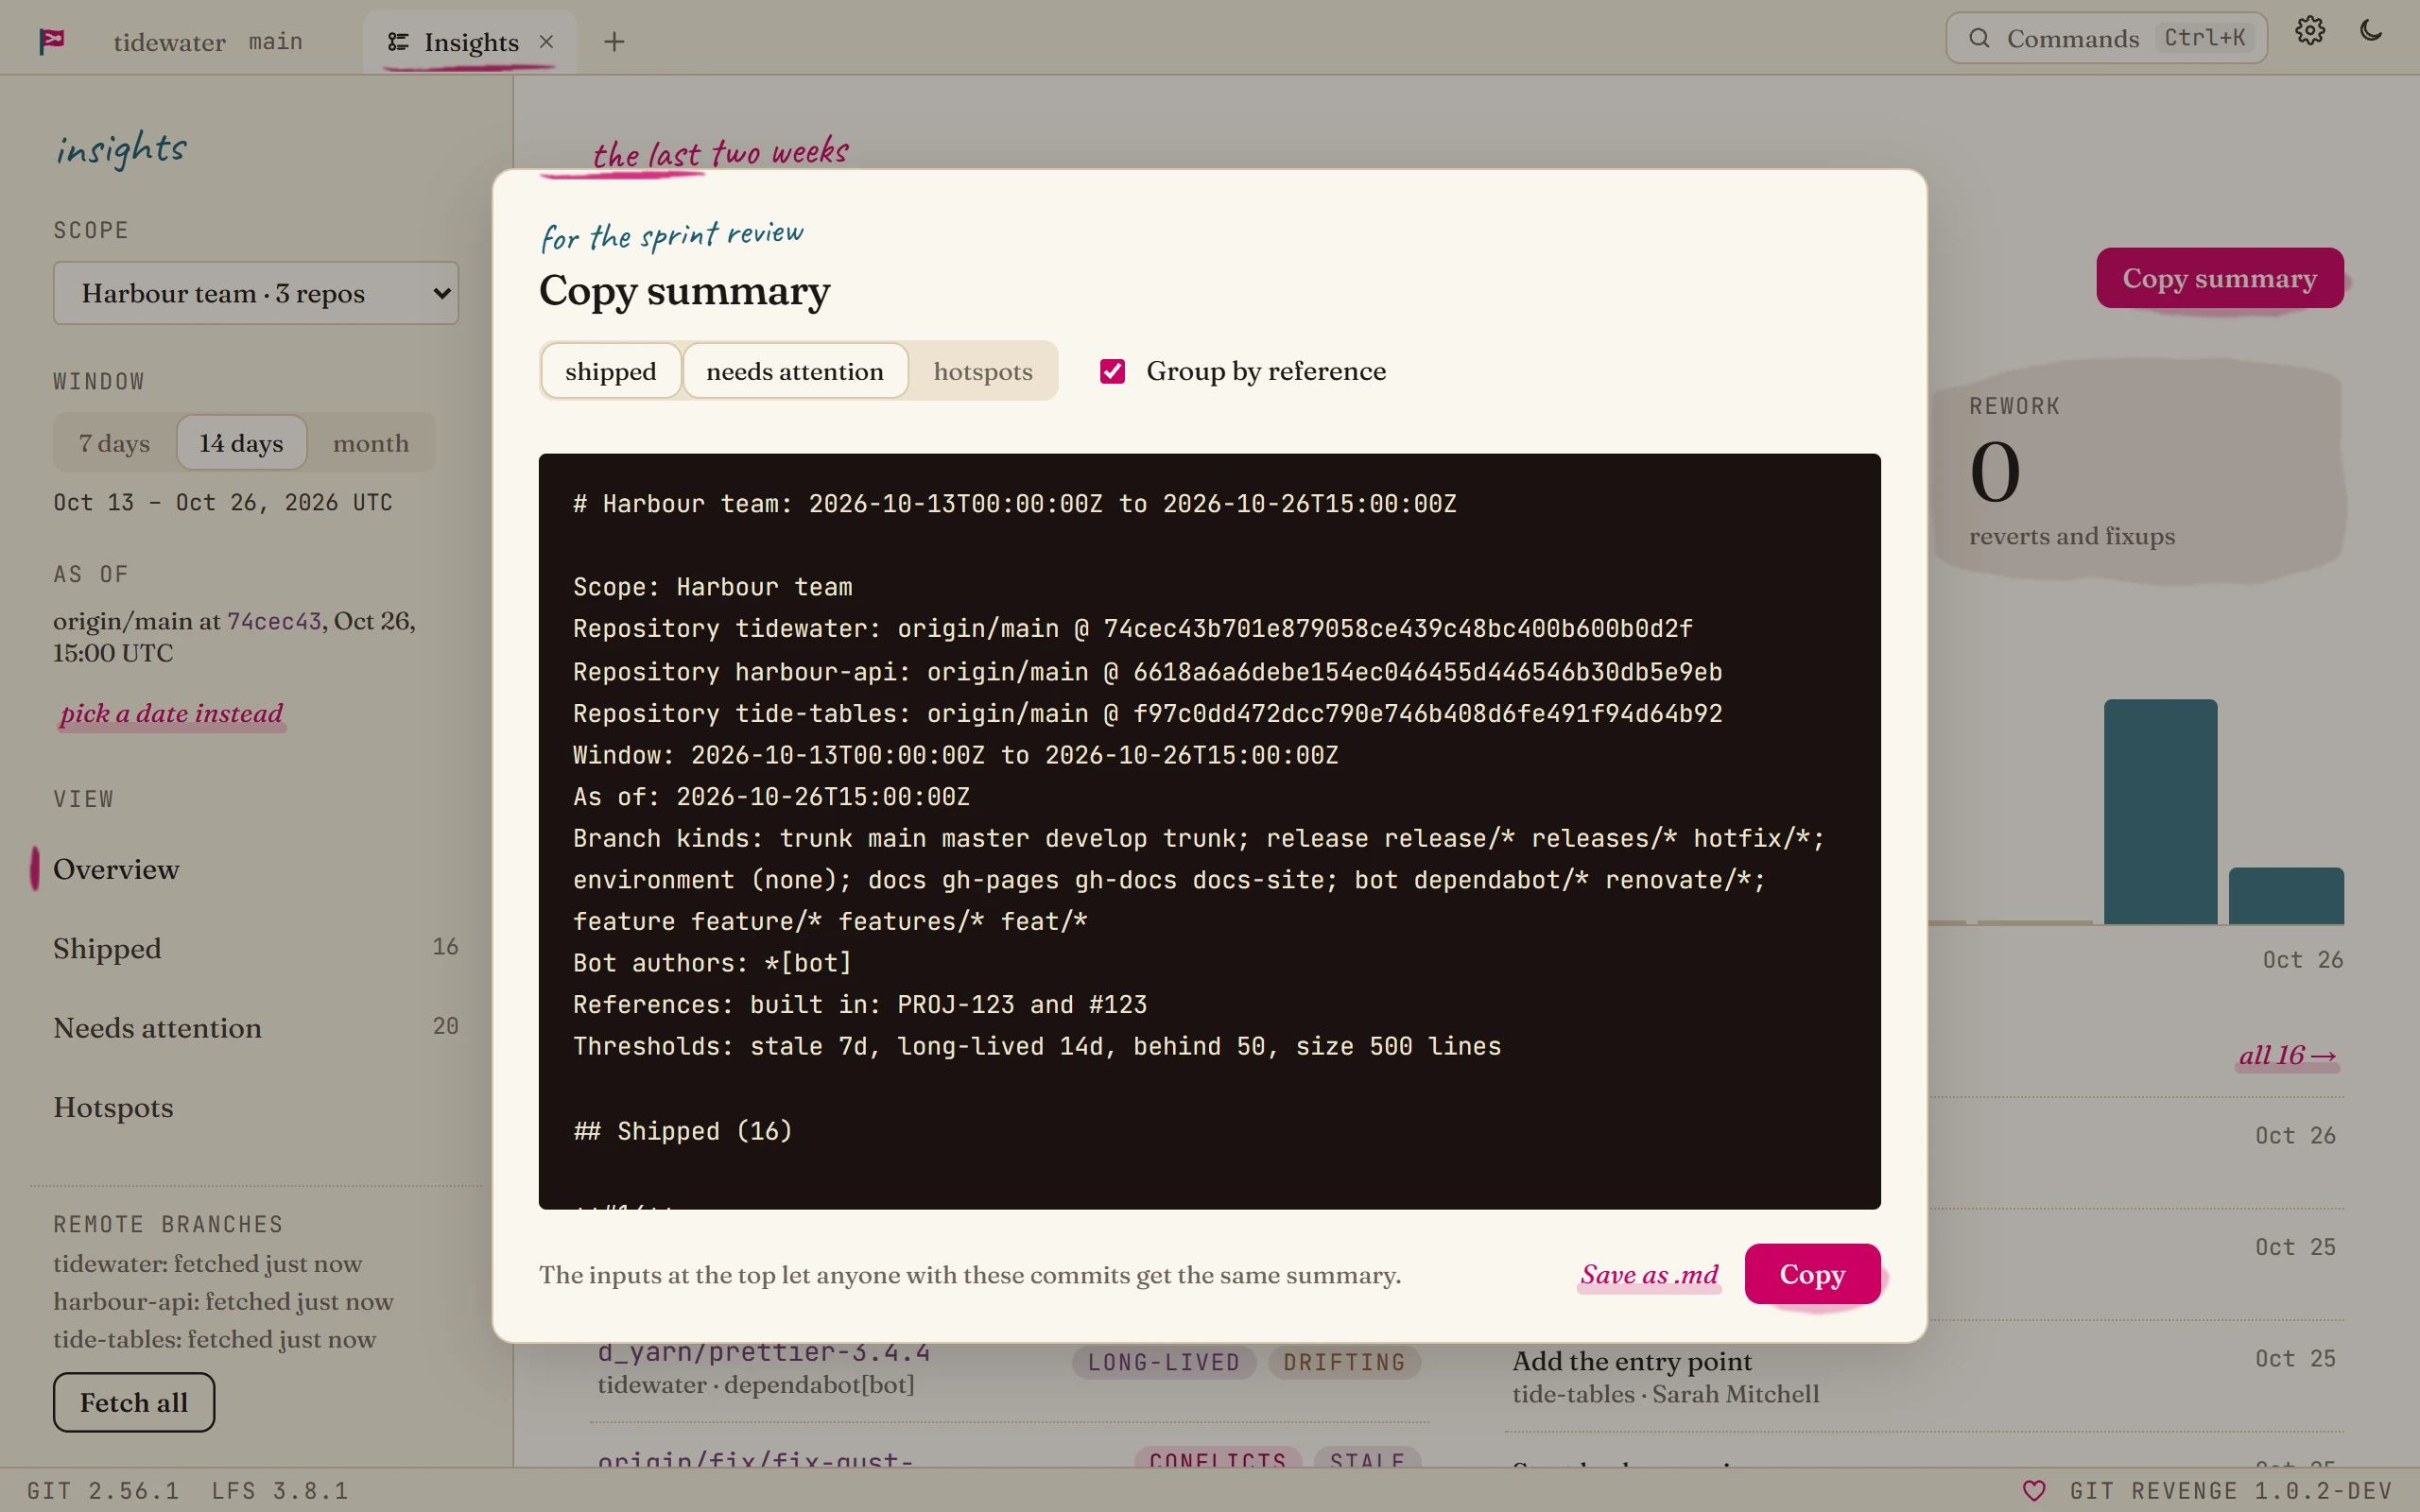 tidewater main
Insights
Commands Ctrl+K
insights
SCOPE
Harbour team · 3 repos
WINDOW
7 days 14 days month
Oct 13 – Oct 26, 2026 UTC
AS OF
origin/main at 74cec43, Oct 26,
15:00 UTC
pick a date instead
VIEW
Overview
Shipped 16
Needs attention 20
Hotspots
REMOTE BRANCHES
tidewater: fetched just now
harbour-api: fetched just now
tide-tables: fetched just now
Fetch all
the last two weeks
Copy summary
REWORK
0
reverts and fixups
Oct 26
all 16 →
Oct 26
Oct 25
Oct 25
for the sprint review
Copy summary
shipped needs attention hotspots
Group by reference
# Harbour team: 2026-10-13T00:00:00Z to 2026-10-26T15:00:00Z
Scope: Harbour team
Repository tidewater: origin/main @ 74cec43b701e879058ce439c48bc400b600b0d2f
Repository harbour-api: origin/main @ 6618a6a6debe154ec046455d446546b30db5e9eb
Repository tide-tables: origin/main @ f97c0dd472dcc790e746b408d6fe491f94d64b92
Window: 2026-10-13T00:00:00Z to 2026-10-26T15:00:00Z
As of: 2026-10-26T15:00:00Z
Branch kinds: trunk main master develop trunk; release release/* releases/* hotfix/*;
environment (none); docs gh-pages gh-docs docs-site; bot dependabot/* renovate/*;
feature feature/* features/* feat/*
Bot authors: *[bot]
References: built in: PROJ-123 and #123
Thresholds: stale 7d, long-lived 14d, behind 50, size 500 lines
## Shipped (16)
The inputs at the top let anyone with these commits get the same summary.
Save as .md
Copy
d_yarn/prettier-3.4.4
LONG-LIVED DRIFTING
tidewater · dependabot[bot]
origin/fix/fix-gust-
CONFLICTS STALE
Add the entry point
tide-tables · Sarah Mitchell
GIT 2.56.1 LFS 3.8.1
GIT REVENGE 1.0.2-DEV